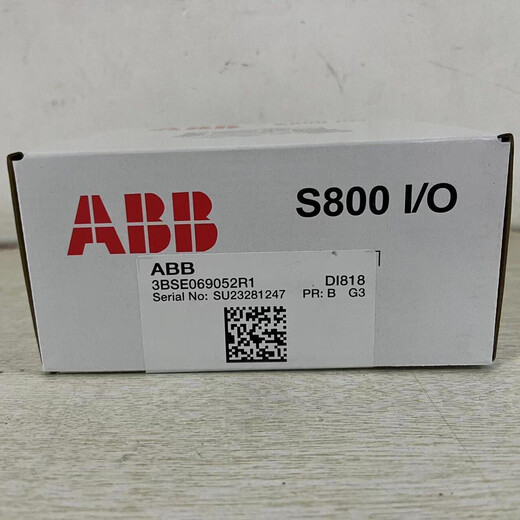 ABB
S800 I/O
ABB
3BSE069052R1 DI818
Serial No: SU23281247 PR: B G3